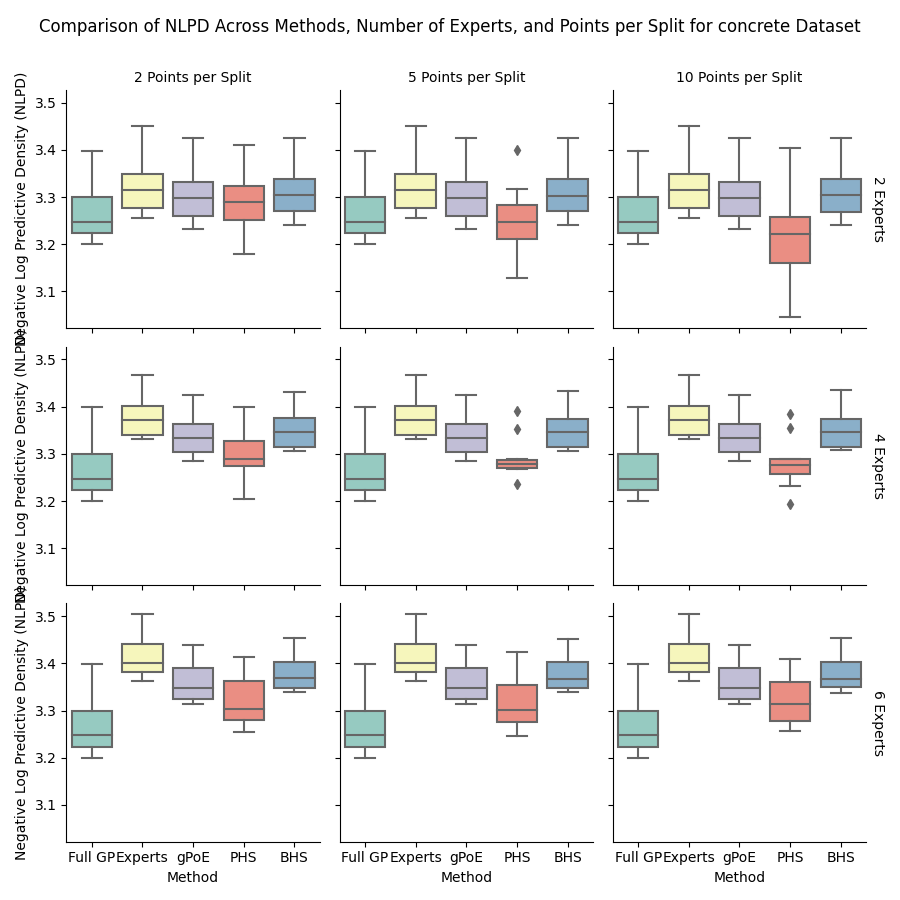 Comparison of NLPD Across Methods, Number of Experts, and Points per Split for concrete Dataset
2 Points per Split
5 Points per Split
10 Points per Split
Negative Log Predictive Density (NLPD)
3.5
3.4
3.3
3.2
3.1
2 Experts
Negative Log Predictive Density (NLPD)
3.5
3.4
3.3
3.2
3.1
4 Experts
Negative Log Predictive Density (NLPD)
3.5
3.4
3.3
3.2
3.1
6 Experts
Full GP Experts gPoE PHS BHS
Full GP Experts gPoE PHS BHS
Full GP Experts gPoE PHS BHS
Method
Method
Method